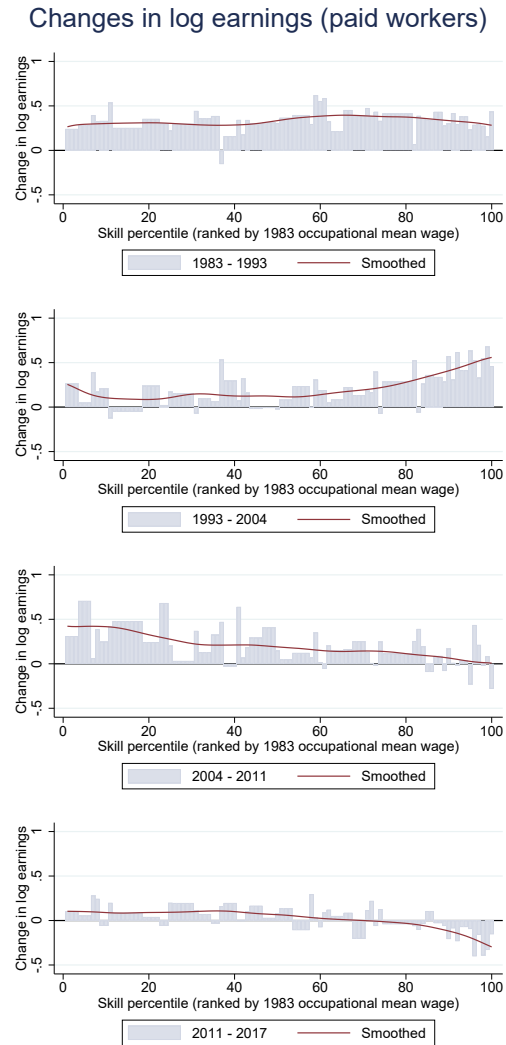 Changes in log earnings (paid workers)
Change in log earnings
1
.5
0
-.5
0 20 40 60 80 100
Skill percentile (ranked by 1983 occupational mean wage)
1983 - 1993 Smoothed
Change in log earnings
1
.5
0
-.5
0 20 40 60 80 100
Skill percentile (ranked by 1983 occupational mean wage)
1993 - 2004 Smoothed
Change in log earnings
1
.5
0
-.5
0 20 40 60 80 100
Skill percentile (ranked by 1983 occupational mean wage)
2004 - 2011 Smoothed
Change in log earnings
1
.5
0
-.5
0 20 40 60 80 100
Skill percentile (ranked by 1983 occupational mean wage)
2011 - 2017 Smoothed